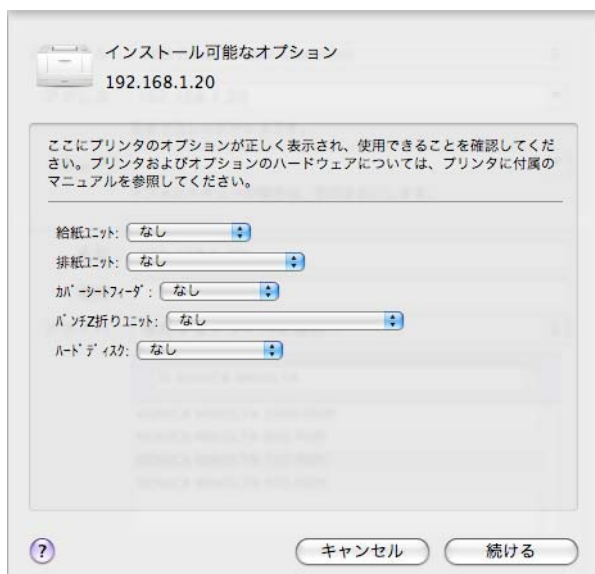 インストール可能なオプション
192.168.1.20
ここにプリンタのオプションが正しく表示され、使用できることを確認してくだ
さい。プリンタおよびオプションのハードウェアについては、プリンタに付属の
マニュアルを参照してください。
給紙ユニット: なし
排紙ユニット: なし
カバーシートフィーダ: なし
パンチZ折りユニット: なし
ハードディスク: なし
? キャンセル 続ける